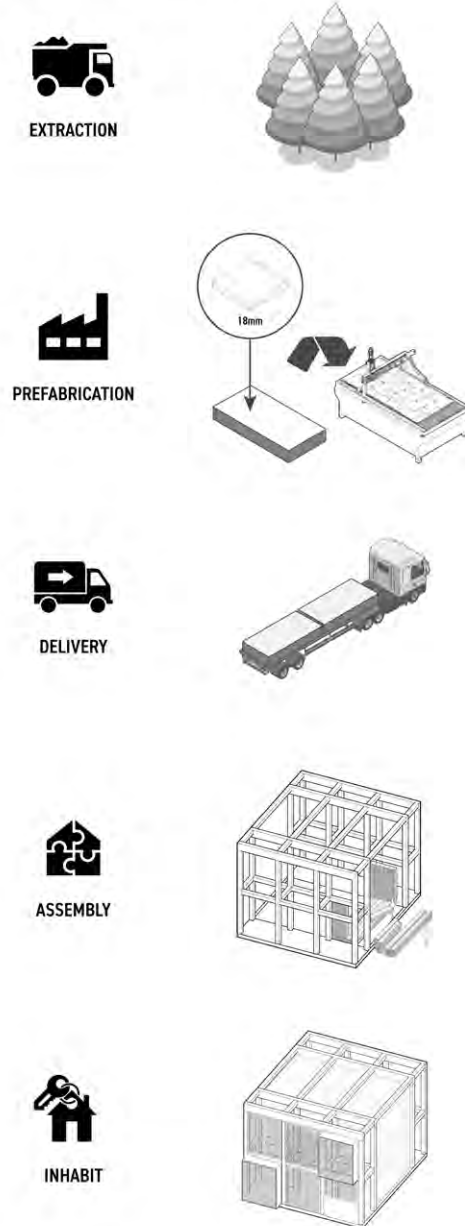 EXTRACTION
18mm
PREFABRICATION
DELIVERY
ASSEMBLY
INHABIT